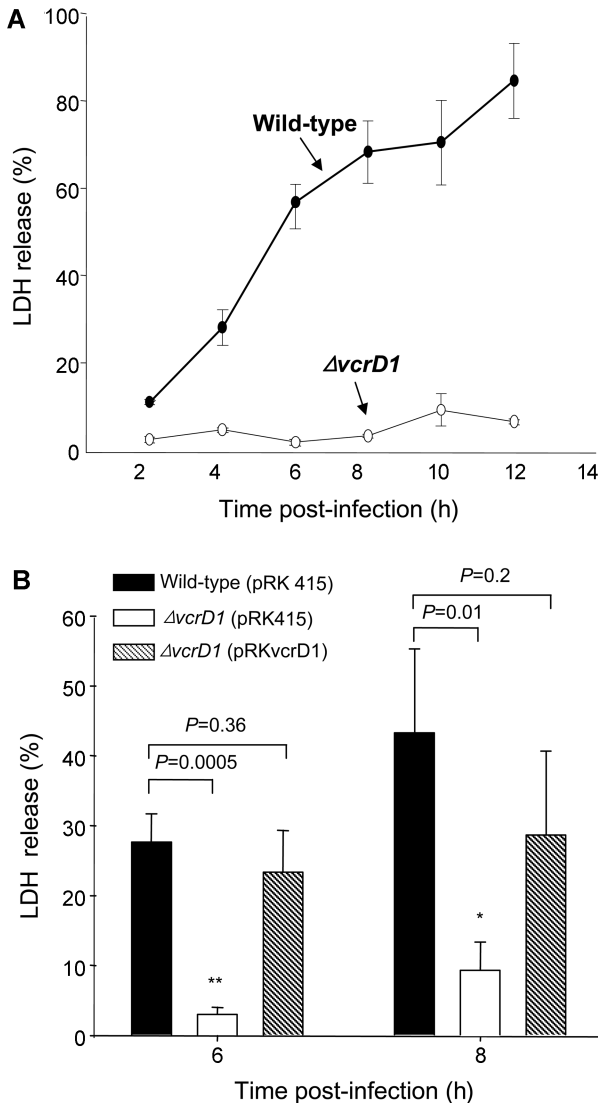 A
100
80
60
40
20
0
LDH release (%)
Wild-type
ΔvcrD1
2 4 6 8 10 12 14
Time post-infection (h)
B
Wild-type (pRK 415)
ΔvcrD1 (pRK415)
ΔvcrD1 (pRKvcrD1)
P=0.2
P=0.01
P=0.36
P=0.0005
60
50
40
30
20
10
0
LDH release (%)
**
*
6 8
Time post-infection (h)